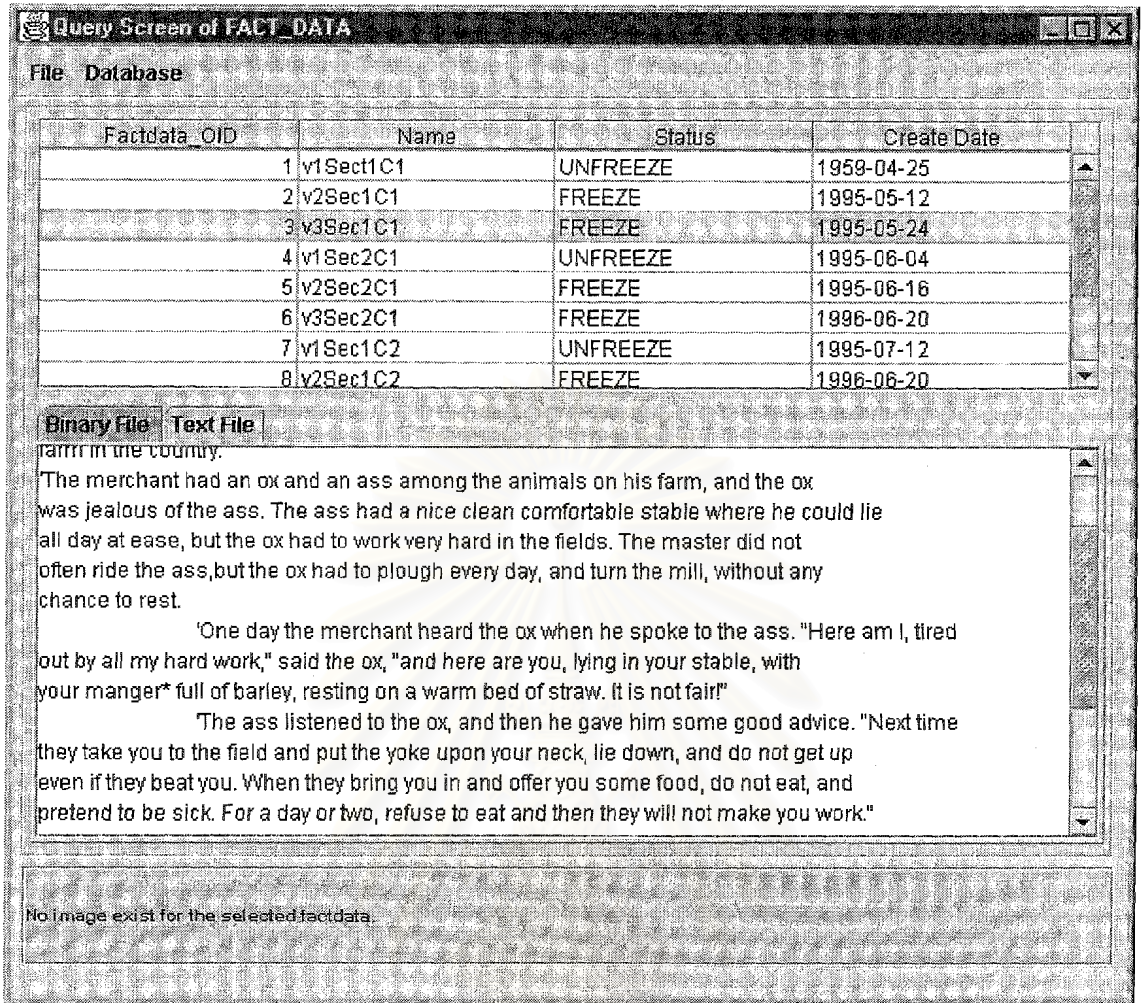 Query Screen of FACT_DATA
File Database
Factdata_OID Name Status Create Date
1 v1Sect1C1 UNFREEZE 1959-04-25
2 v2Sec1C1 FREEZE 1995-05-12
3 v3Sec1C1 FREEZE 1995-05-24
4 v1Sec2C1 UNFREEZE 1995-06-04
5 v2Sec2C1 FREEZE 1995-06-16
6 v3Sec2C1 FREEZE 1996-06-20
7 v1Sec1C2 UNFREEZE 1995-07-12
8 v2Sec1C2 FREEZE 1996-06-20
Binary File Text File
farm in the country.
'The merchant had an ox and an ass among the animals on his farm, and the ox
was jealous of the ass. The ass had a nice clean comfortable stable where he could lie
all day at ease, but the ox had to work very hard in the fields. The master did not
often ride the ass,but the ox had to plough every day, and turn the mill, without any
chance to rest.
'One day the merchant heard the ox when he spoke to the ass. "Here am I, tired
out by all my hard work," said the ox, "and here are you, lying in your stable, with
your manger* full of barley, resting on a warm bed of straw. It is not fair!"
'The ass listened to the ox, and then he gave him some good advice. "Next time
they take you to the field and put the yoke upon your neck, lie down, and do not get up
even if they beat you. When they bring you in and offer you some food, do not eat, and
pretend to be sick. For a day or two, refuse to eat and then they will not make you work."
No image exist for the selected factdata.